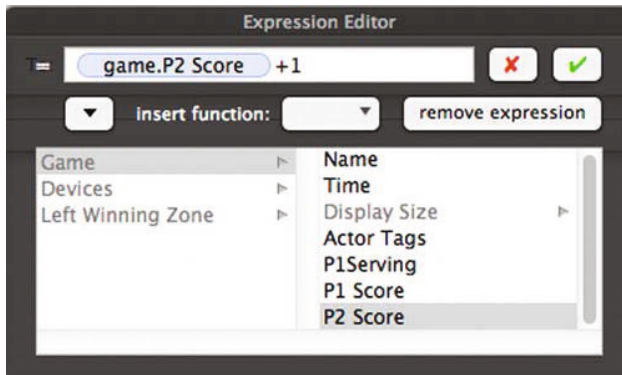 Expression Editor
game.P2 Score +1
insert function: remove expression
Game
Devices
Left Winning Zone
Name
Time
Display Size
Actor Tags
P1Serving
P1 Score
P2 Score